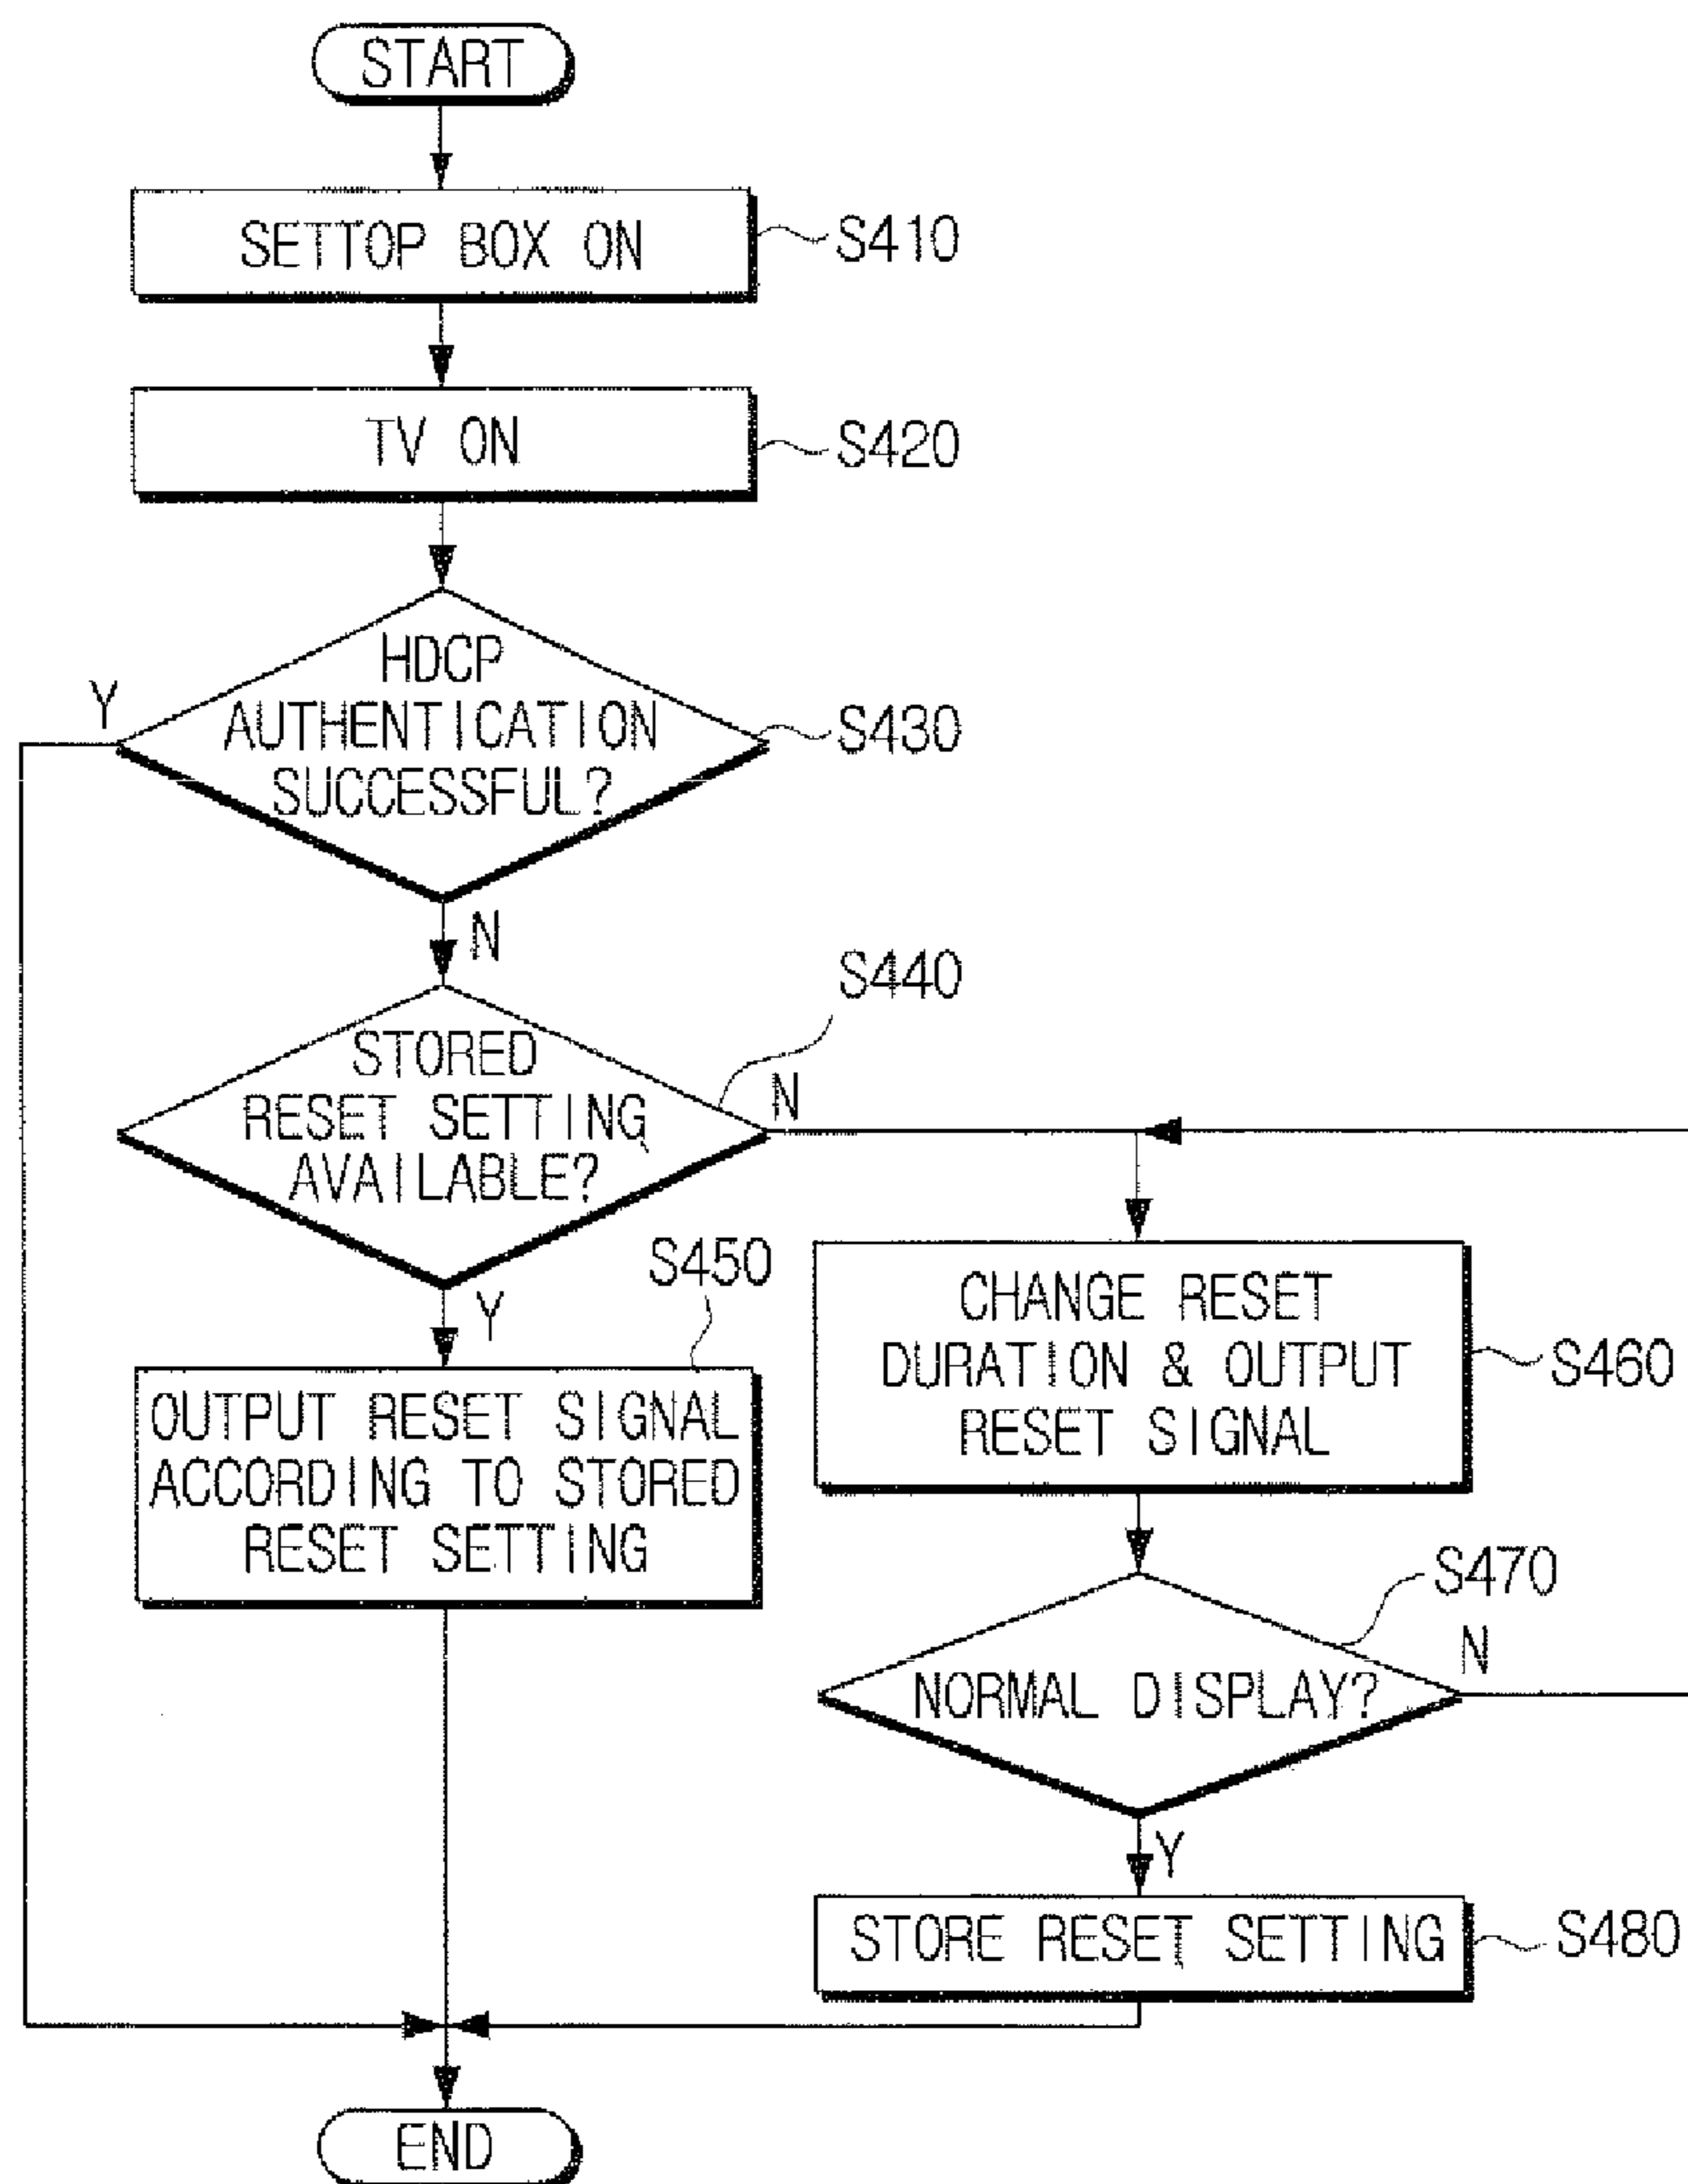 START
SETTOP BOX ON
S410
TV ON
S420
HDCP
AUTHENTICATION
SUCCESSFUL?
S430
Y
N
STORED
RESET SETTING
AVAILABLE?
S440
N
Y
OUTPUT RESET SIGNAL
ACCORDING TO STORED
RESET SETTING
S450
CHANGE RESET
DURATION & OUTPUT
RESET SIGNAL
S460
NORMAL DISPLAY?
S470
N
Y
STORE RESET SETTING
S480
END